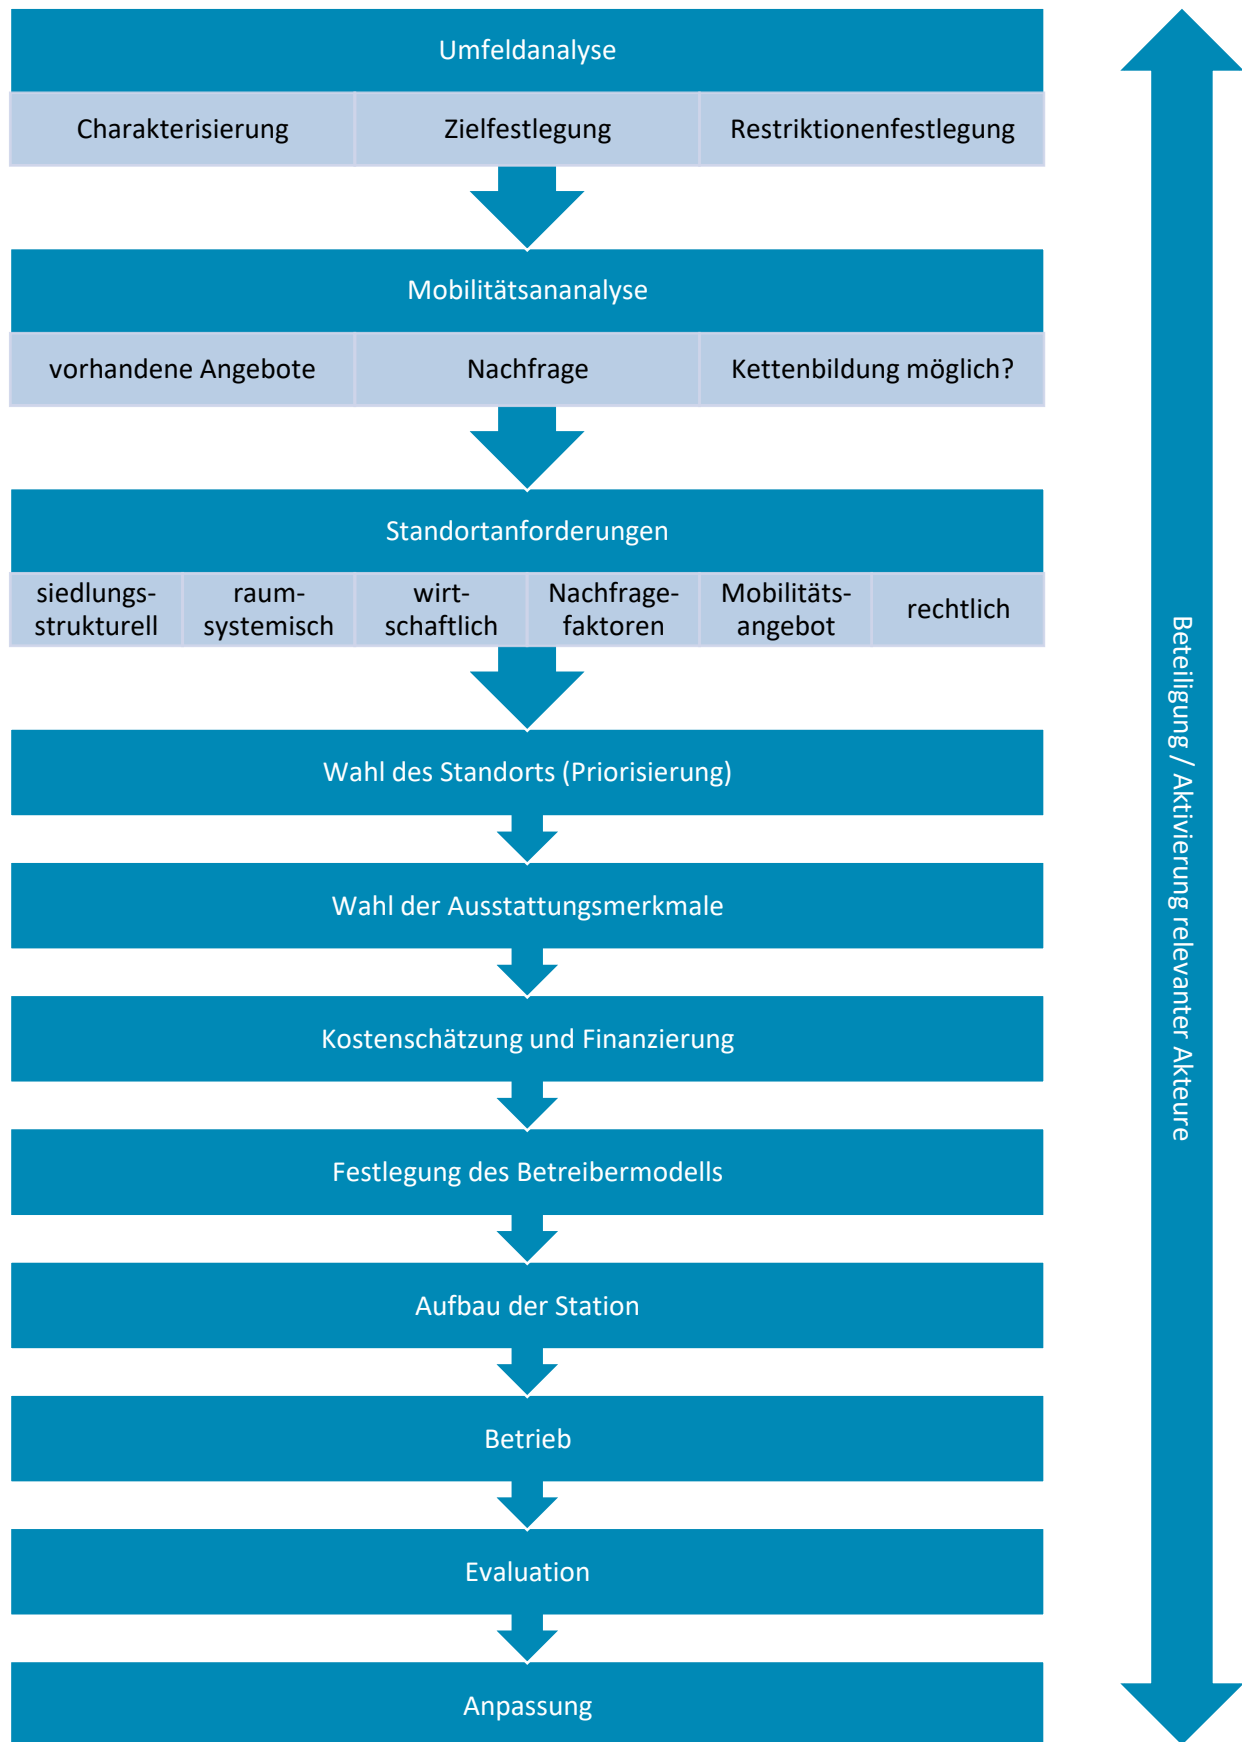 Umfeldanalyse
Charakterisierung
Zielfestlegung
Restriktionenfestlegung
Mobilitätsananalyse
vorhandene Angebote
Nachfrage
Kettenbildung möglich?
Standortanforderungen
siedlungs-
strukturell
raum-
systemisch
wirt-
schaftlich
Nachfrage-
faktoren
Mobilitäts-
angebot
rechtlich
Wahl des Standorts (Priorisierung)
Wahl der Ausstattungsmerkmale
Kostenschätzung und Finanzierung
Festlegung des Betreibermodells
Aufbau der Station
Betrieb
Evaluation
Anpassung
Beteiligung / Aktivierung relevanter Akteure